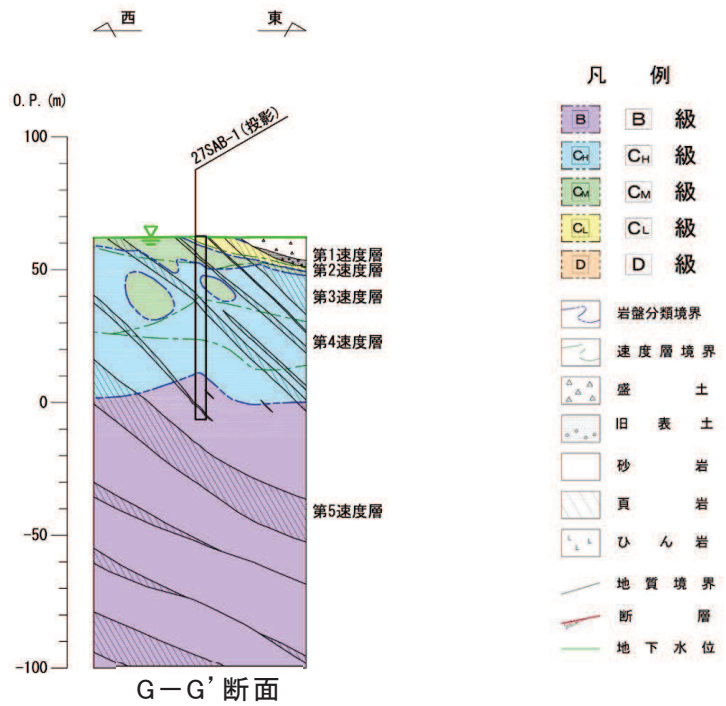 西 東
O.P.(m)
27SAB-1(投影)
100
50
0
-50
-100
第1速度層
第2速度層
第3速度層
第4速度層
第5速度層
G-G'断面
凡 例
B B 級
CH CH 級
CM CM 級
CL CL 級
D D 級
岩盤分類境界
速度層境界
盛土
旧表土
砂岩
頁岩
ひん岩
地質境界
断層
地下水位